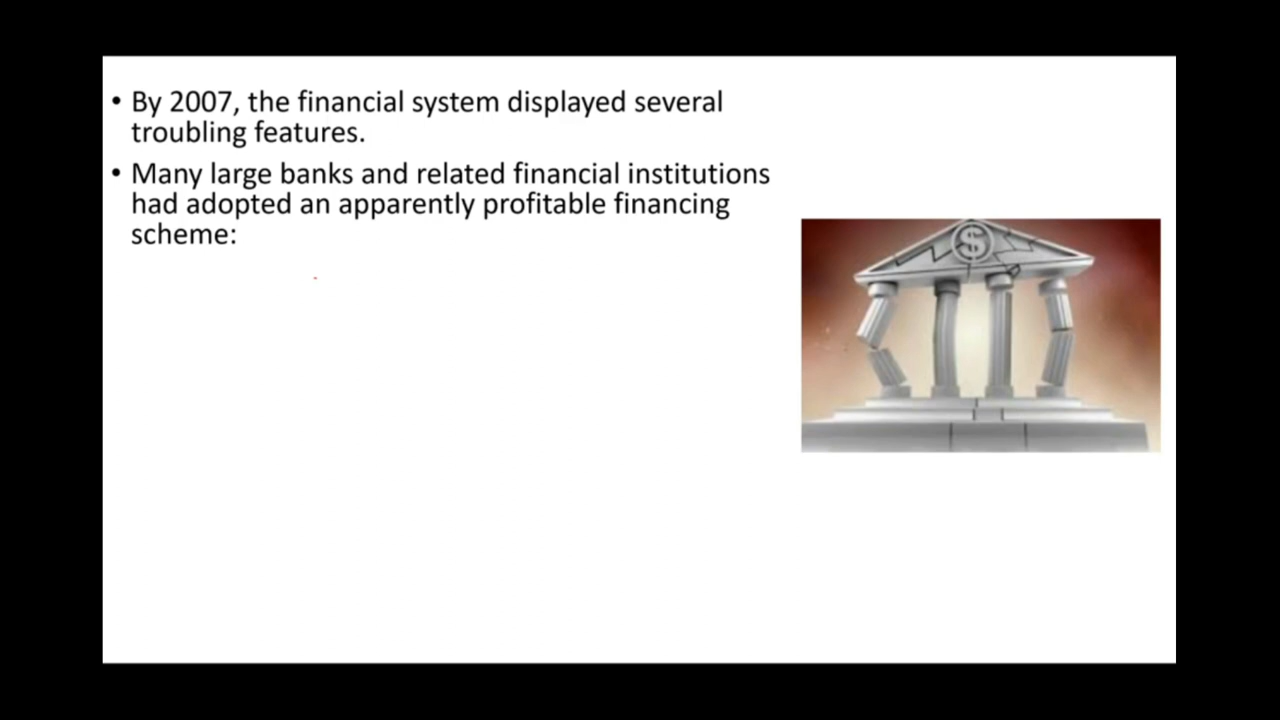 • By 2007, the financial system displayed several
troubling features.
• Many large banks and related financial institutions
had adopted an apparently profitable financing
scheme:
$